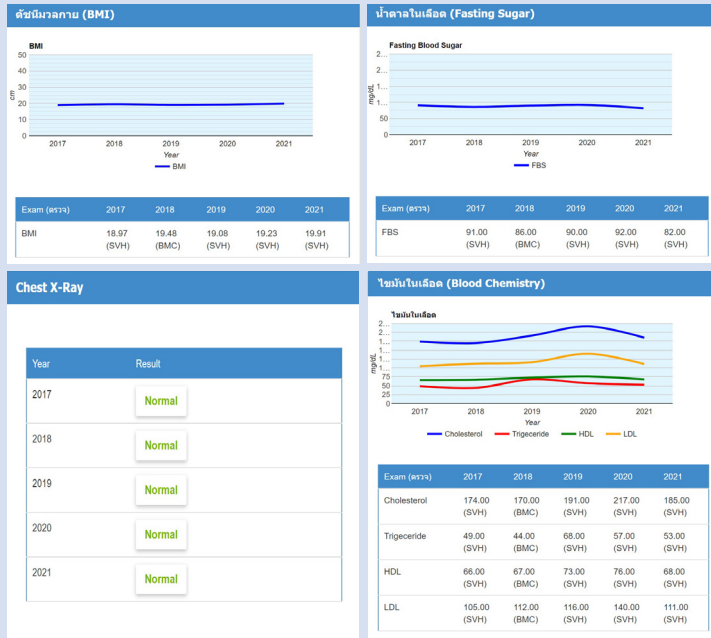 ดัชนีมวลกาย (BMI)
BMI
50
40
30
20
10
0
cm
2017 2018 2019 2020 2021
Year
BMI
Exam (ตรวจ) 2017 2018 2019 2020 2021
BMI 18.97 19.48 19.08 19.23 19.91
(SVH) (BMC) (SVH) (SVH) (SVH)
น้ำตาลในเลือด (Fasting Sugar)
Fasting Blood Sugar
2...
2...
1...
1...
50
0
mg/dL
2017 2018 2019 2020 2021
Year
FBS
Exam (ตรวจ) 2017 2018 2019 2020 2021
FBS 91.00 86.00 90.00 92.00 82.00
(SVH) (BMC) (SVH) (SVH) (SVH)
Chest X-Ray
Year Result
2017 Normal
2018 Normal
2019 Normal
2020 Normal
2021 Normal
ไขมันในเลือด (Blood Chemistry)
ไขมันในเลือด
2...
2...
1...
1...
1...
1...
75
50
25
0
mg/dL
2017 2018 2019 2020 2021
Year
Cholesterol Trigeceride HDL LDL
Exam (ตรวจ) 2017 2018 2019 2020 2021
Cholesterol 174.00 170.00 191.00 217.00 185.00
(SVH) (BMC) (SVH) (SVH) (SVH)
Trigeceride 49.00 44.00 68.00 57.00 53.00
(SVH) (BMC) (SVH) (SVH) (SVH)
HDL 66.00 67.00 73.00 76.00 68.00
(SVH) (BMC) (SVH) (SVH) (SVH)
LDL 105.00 112.00 116.00 140.00 111.00
(SVH) (BMC) (SVH) (SVH) (SVH)